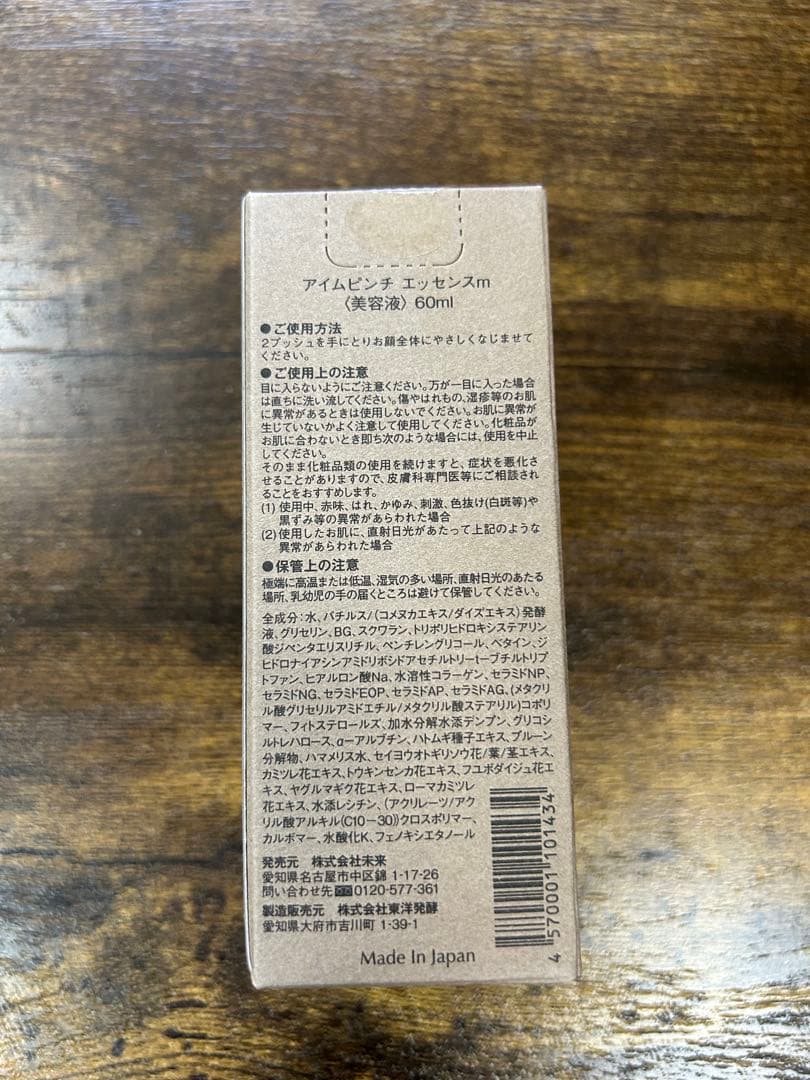 アイムピンチ エッセンスm
〈美容液〉 60ml
●ご使用方法
2プッシュを手にとりお顔全体にやさしくなじませて
ください。
●ご使用上の注意
目に入らないようにご注意ください。万が一目に入った場合
は直ちに洗い流してください。傷やはれもの、湿疹等のお肌
に異常があるときは使用しないでください。お肌に異常が
生じていないかよく注意して使用してください。化粧品が
お肌に合わないとき即ち次のような場合には、使用を中止
してください。
そのまま化粧品類の使用を続けますと、症状を悪化さ
せることがありますので、皮膚科専門医等にご相談され
ることをおすすめします。
(1) 使用中、赤味、はれ、かゆみ、刺激、色抜け(白斑等)や
黒ずみ等の異常があらわれた場合
(2) 使用したお肌に、直射日光があたって上記のような
異常があらわれた場合
●保管上の注意
極端に高温または低温、湿気の多い場所、直射日光のあたる
場所、乳幼児の手の届くところは避けて保管してください。
全成分：水、バチルス/(コメヌカエキス/ダイズエキス)発酵
液、グリセリン、BG、スクワラン、トリポリヒドロキシステアリン
酸ジペンタエリスリチル、ペンチレングリコール、ベタイン、ジ
ヒドロナイアシンアミドリボシドアセチルトリーtーブチルトリプ
トファン、ヒアルロン酸Na、水溶性コラーゲン、セラミドNP、
セラミドNG、セラミドEOP、セラミドAP、セラミドAG、(メタクリ
ル酸グリセリルアミドエチル/メタクリル酸ステアリル)コポリ
マー、フィトステロールズ、加水分解水添デンプン、グリコシ
ルトレハロース、α－アルブチン、ハトムギ種子エキス、プルーン
分解物、ハマメリス水、セイヨウオトギリソウ花/葉/茎エキス、
カミツレ花エキス、トウキンセンカ花エキス、フユボダイジュ花エ
キス、ヤグルマギク花エキス、ローマカミツレ
花エキス、水添レシチン、(アクリレーツ/アク
リル酸アルキル(C10－30))クロスポリマー、
カルボマー、水酸化K、フェノキシエタノール
発売元　株式会社未来
愛知県名古屋市中区錦 1-17-26
問い合わせ先 0120-577-361
製造販売元　株式会社東洋発酵
愛知県大府市吉川町 1-39-1
Made In Japan
4 570001 101434